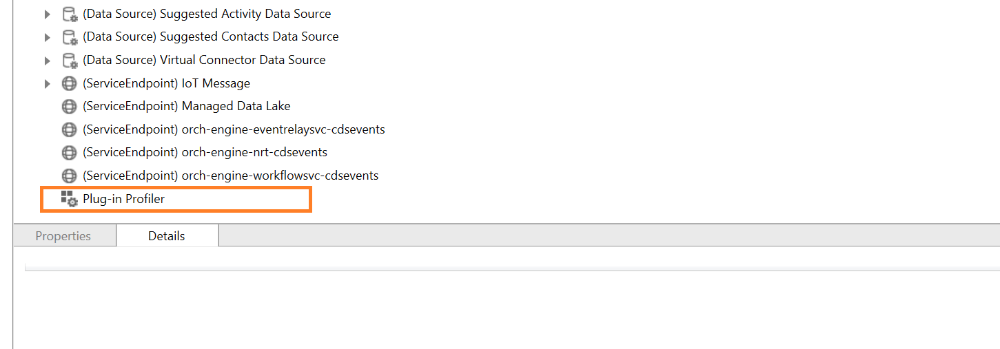 (Data Source) Suggested Activity Data Source
(Data Source) Suggested Contacts Data Source
(Data Source) Virtual Connector Data Source
(ServiceEndpoint) IoT Message
(ServiceEndpoint) Managed Data Lake
(ServiceEndpoint) orch-engine-eventrelaysvc-cdsevents
(ServiceEndpoint) orch-engine-nrt-cdsevents
(ServiceEndpoint) orch-engine-workflowsvc-cdsevents
Plug-in Profiler
Properties Details